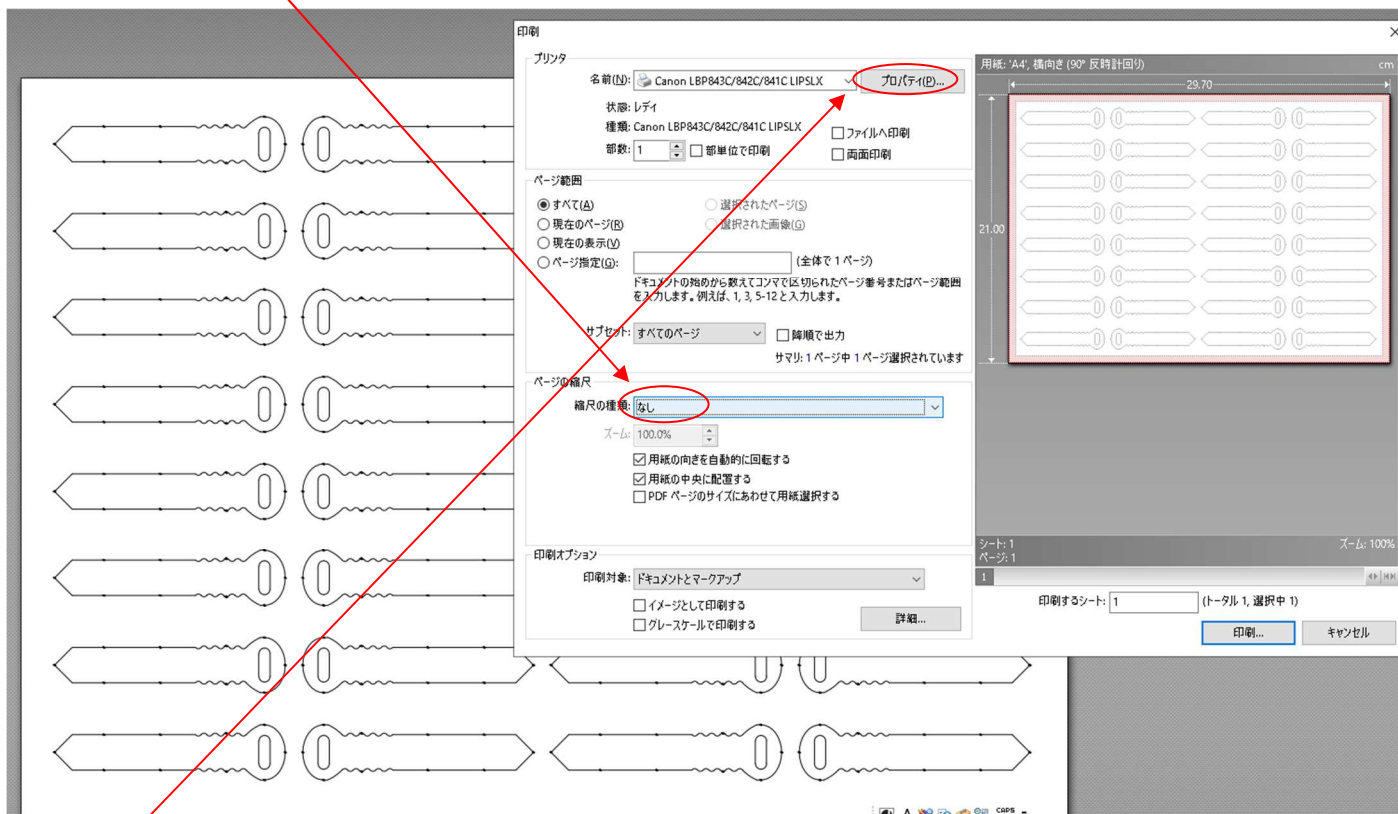 印刷
プリンタ
名前(N): Canon LBP843C/842C/841C LIPSLX プロパティ(P)...
状態: レディ
種類: Canon LBP843C/842C/841C LIPSLX
ファイルへ印刷
部数: 1 部単位で印刷
両面印刷
ページ範囲
すべて(A) 選択されたページ(S)
現在のページ(R) 選択された画像(G)
現在の表示(V)
ページ指定(G): (全体で 1 ページ)
ドキュメントの始めから数えてコンマで区切られたページ番号またはページ範囲
を入力します。例えば、1, 3, 5-12 と入力します。
サブセット: すべてのページ 降順で出力
サマリ: 1 ページ中 1 ページ選択されています
ページの縮尺
縮尺の種類: なし
ズーム: 100.0%
用紙の向きを自動的に回転する
用紙の中央に配置する
PDF ページのサイズにあわせて用紙選択する
印刷オプション
印刷対象: ドキュメントとマークアップ
イメージとして印刷する
グレースケールで印刷する
詳細...
用紙: 'A4', 横向き (90° 反時計回り) cm
29.70
21.00
シート: 1 ズーム: 100%
ページ: 1
1
印刷するシート: 1 (トータル 1, 選択中 1)
印刷... キャンセル
A CAPS